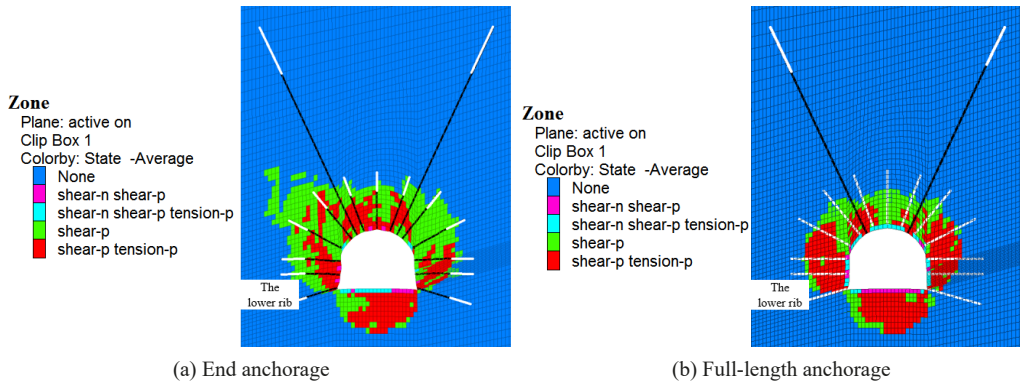 Zone
Plane: active on
Clip Box 1
Colorby: State -Average
None
shear-n shear-p
shear-n shear-p tension-p
shear-p
shear-p tension-p
The
lower rib
(a) End anchorage
Zone
Plane: active on
Clip Box 1
Colorby: State -Average
None
shear-n shear-p
shear-n shear-p tension-p
shear-p
shear-p tension-p
The
lower rib
(b) Full-length anchorage